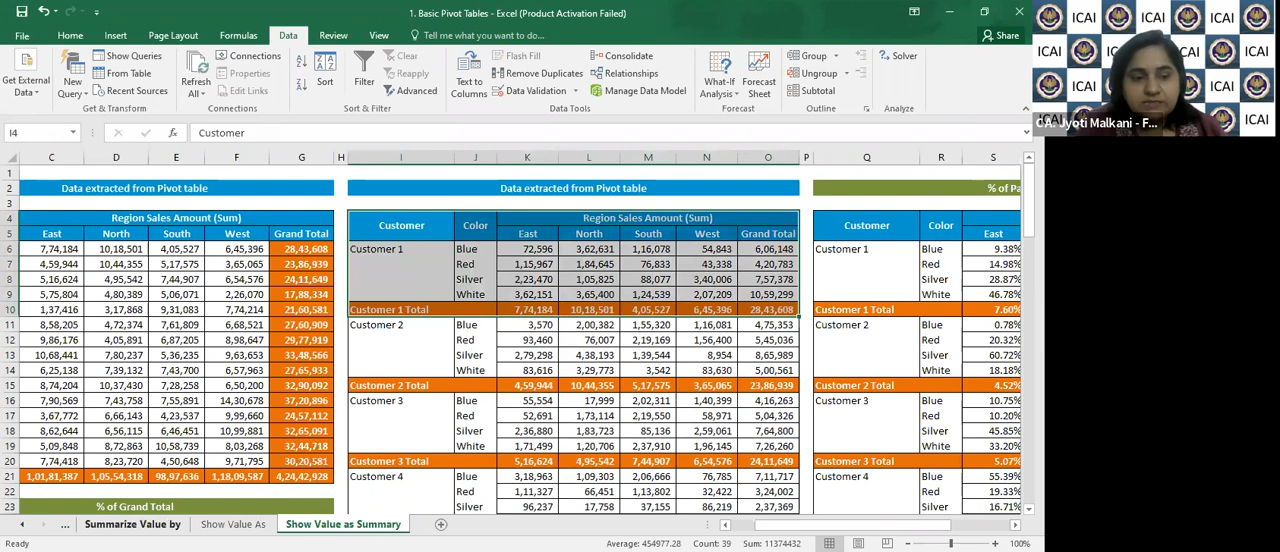 1. Basic Pivot Tables - Excel (Product Activation Failed)
File Home Insert Page Layout Formulas Data Review View Tell me what you want to do... Share
Get External Data
New Query
Show Queries
From Table
Recent Sources
Get & Transform
Refresh All
Connections
Properties
Edit Links
Connections
Sort
Filter
Clear
Reapply
Advanced
Sort & Filter
Text to Columns
Flash Fill
Remove Duplicates
Data Validation
Consolidate
Relationships
Manage Data Model
Data Tools
What-If Analysis
Forecast Sheet
Forecast
Group
Ungroup
Subtotal
Outline
Solver
Analyze
ICAI ICAI ICAI
ICAI ICAI
CA. Jyoti Malkani - F...
I4 fx Customer
C D E F G H I J K L M N O P Q R S
1
2 Data extracted from Pivot table Data extracted from Pivot table % of Pa
3
4 Region Sales Amount (Sum) Customer Color Region Sales Amount (Sum) Customer Color
5 East North South West Grand Total East North South West Grand Total East
6 7,74,184 10,18,501 4,05,527 6,45,396 28,43,608 Customer 1 Blue 72,596 3,62,631 1,16,078 54,843 6,06,148 Customer 1 Blue 9.38%
7 4,59,944 10,44,355 5,17,575 3,65,065 23,86,939 Red 1,15,967 1,84,645 76,833 43,338 4,20,783 Red 14.98%
8 5,16,624 4,95,542 7,44,907 6,54,576 24,11,649 Silver 2,23,470 1,05,825 88,077 3,40,006 7,57,378 Silver 28.87%
9 5,75,804 4,80,389 5,06,071 2,26,070 17,88,334 White 3,62,151 3,65,400 1,24,539 2,07,209 10,59,299 White 46.78%
10 1,37,416 3,17,868 9,31,083 7,74,214 21,60,581 Customer 1 Total 7,74,184 10,18,501 4,05,527 6,45,396 28,43,608 Customer 1 Total 7.60%
11 8,58,205 4,72,374 7,61,809 6,68,521 27,60,909 Customer 2 Blue 3,570 2,00,382 1,55,320 1,16,081 4,75,353 Customer 2 Blue 0.78%
12 9,86,176 4,05,891 6,87,205 8,98,647 29,77,919 Red 93,460 76,007 2,19,169 1,56,400 5,45,036 Red 20.32%
13 10,68,441 7,80,237 5,36,235 9,63,653 33,48,566 Silver 2,79,298 4,38,193 1,39,544 8,954 8,65,989 Silver 60.72%
14 6,25,138 7,39,132 7,43,700 6,57,963 27,65,933 White 83,616 3,29,773 3,542 83,630 5,00,561 White 18.18%
15 8,74,204 10,37,430 7,28,258 6,50,200 32,90,092 Customer 2 Total 4,59,944 10,44,355 5,17,575 3,65,065 23,86,939 Customer 2 Total 4.52%
16 7,90,569 7,43,758 7,55,891 14,30,678 37,20,896 Customer 3 Blue 55,554 17,999 2,02,311 1,40,399 4,16,263 Customer 3 Blue 10.75%
17 3,67,772 6,66,143 4,23,537 9,99,660 24,57,112 Red 52,691 1,73,114 2,19,550 58,971 5,04,326 Red 10.20%
18 8,62,644 6,56,115 6,46,451 10,99,881 32,65,091 Silver 2,36,880 1,83,723 85,136 2,59,061 7,64,800 Silver 45.85%
19 5,09,848 8,72,863 10,58,739 8,03,268 32,44,718 White 1,71,499 1,20,706 2,37,910 1,96,145 7,26,260 White 33.20%
20 7,74,418 8,23,720 4,50,648 9,71,795 30,20,581 Customer 3 Total 5,16,624 4,95,542 7,44,907 6,54,576 24,11,649 Customer 3 Total 5.07%
21 1,01,81,387 1,05,54,318 98,97,636 1,18,09,587 4,24,42,928 Customer 4 Blue 3,18,963 1,09,303 2,06,666 76,785 7,11,717 Customer 4 Blue 55.39%
22 Red 1,11,327 66,451 1,13,802 32,422 3,24,002 Red 19.33%
23 % of Grand Total Silver 96,237 17,758 37,155 86,219 2,37,369 Silver 16.71%
... Summarize Value by Show Value As Show Value as Summary
Ready Average: 454977.28 Count: 39 Sum: 11374432 100%